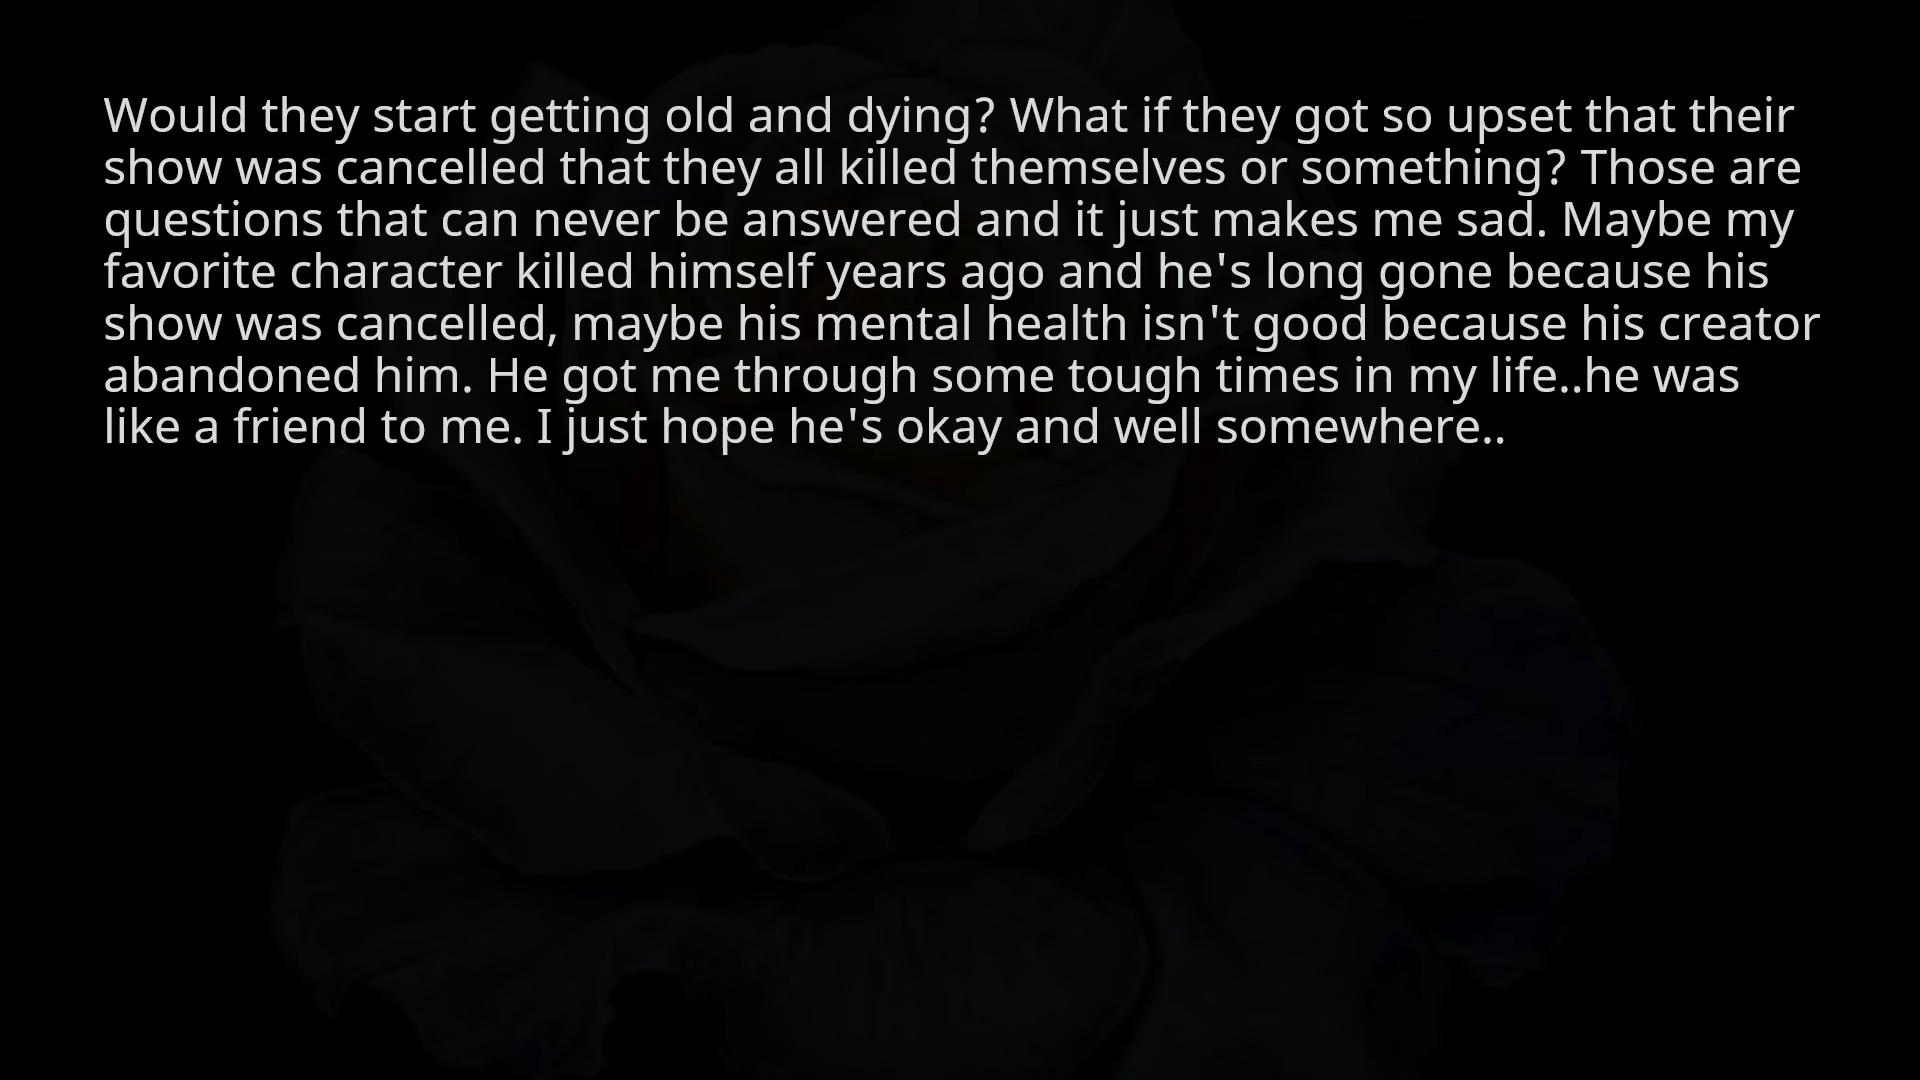 Would they start getting old and dying? What if they got so upset that their
show was cancelled that they all killed themselves or something? Those are
questions that can never be answered and it just makes me sad. Maybe my
favorite character killed himself years ago and he's long gone because his
show was cancelled, maybe his mental health isn't good because his creator
abandoned him. He got me through some tough times in my life..he was
like a friend to me. I just hope he's okay and well somewhere..